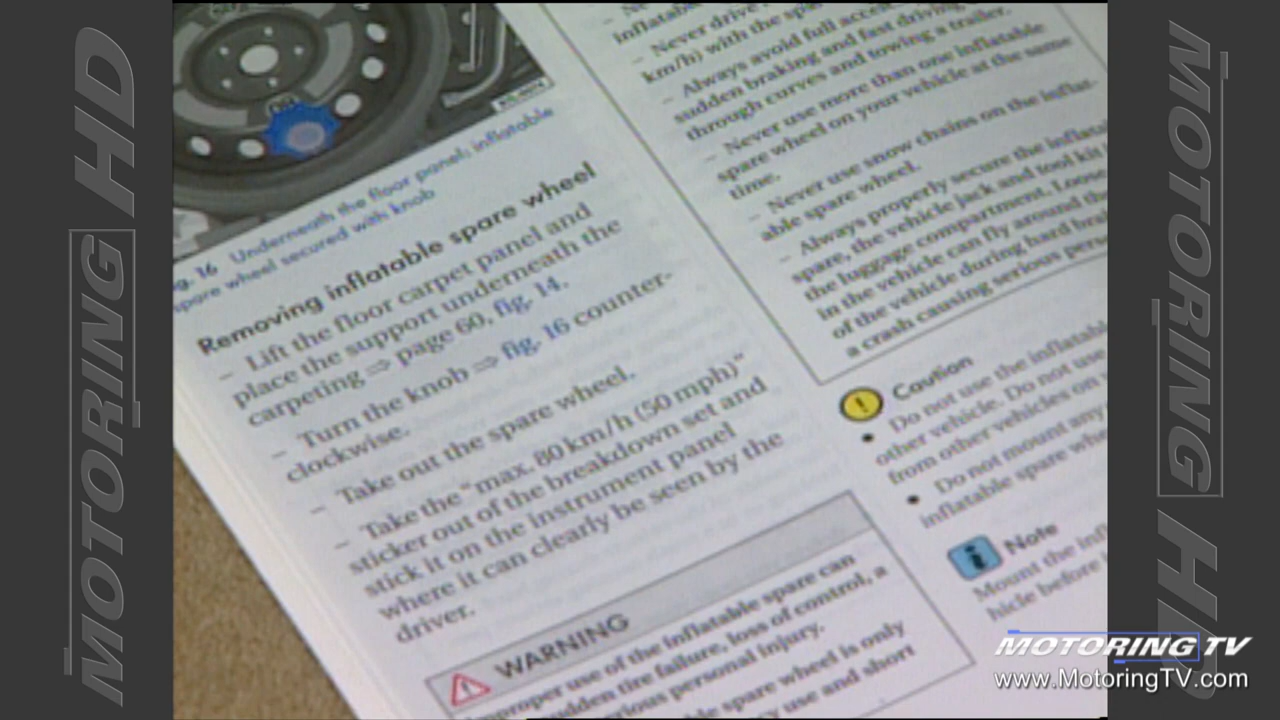 MOTORING HD
Fig. 16 Underneath the floor panel: inflatable
spare wheel secured with knob
Removing inflatable spare wheel
– Lift the floor carpet panel and
place the support underneath the
carpeting ⇒ page 60, fig. 14.
– Turn the knob ⇒ fig. 16 counter-
clockwise.
– Take out the spare wheel.
– Take the "max. 80 km/h (50 mph)"
sticker out of the breakdown set and
stick it on the instrument panel
where it can clearly be seen by the
driver.
WARNING
Improper use of the inflatable spare can
sudden tire failure, loss of control, a
serious personal injury.
spare wheel is only
use and short
inflatable
– Never drive
km/h) with the
– Always avoid full
sudden braking and fast driving
through curves and towing a trailer.
– Never use more than one inflatable
spare wheel on your vehicle at the same
time.
– Never use snow chains on the inflat-
able spare wheel.
– Always properly secure the
spare, the vehicle jack and tool kit
the luggage compartment. Loose
in the vehicle can fly around the
of the vehicle during hard
a crash causing serious
Caution
• Do not use the
other vehicle. Do not use
from other vehicles on
• Do not mount any
inflatable spare
Note
Mount the
MOTORING HD
MOTORING TV
www.MotoringTV.com